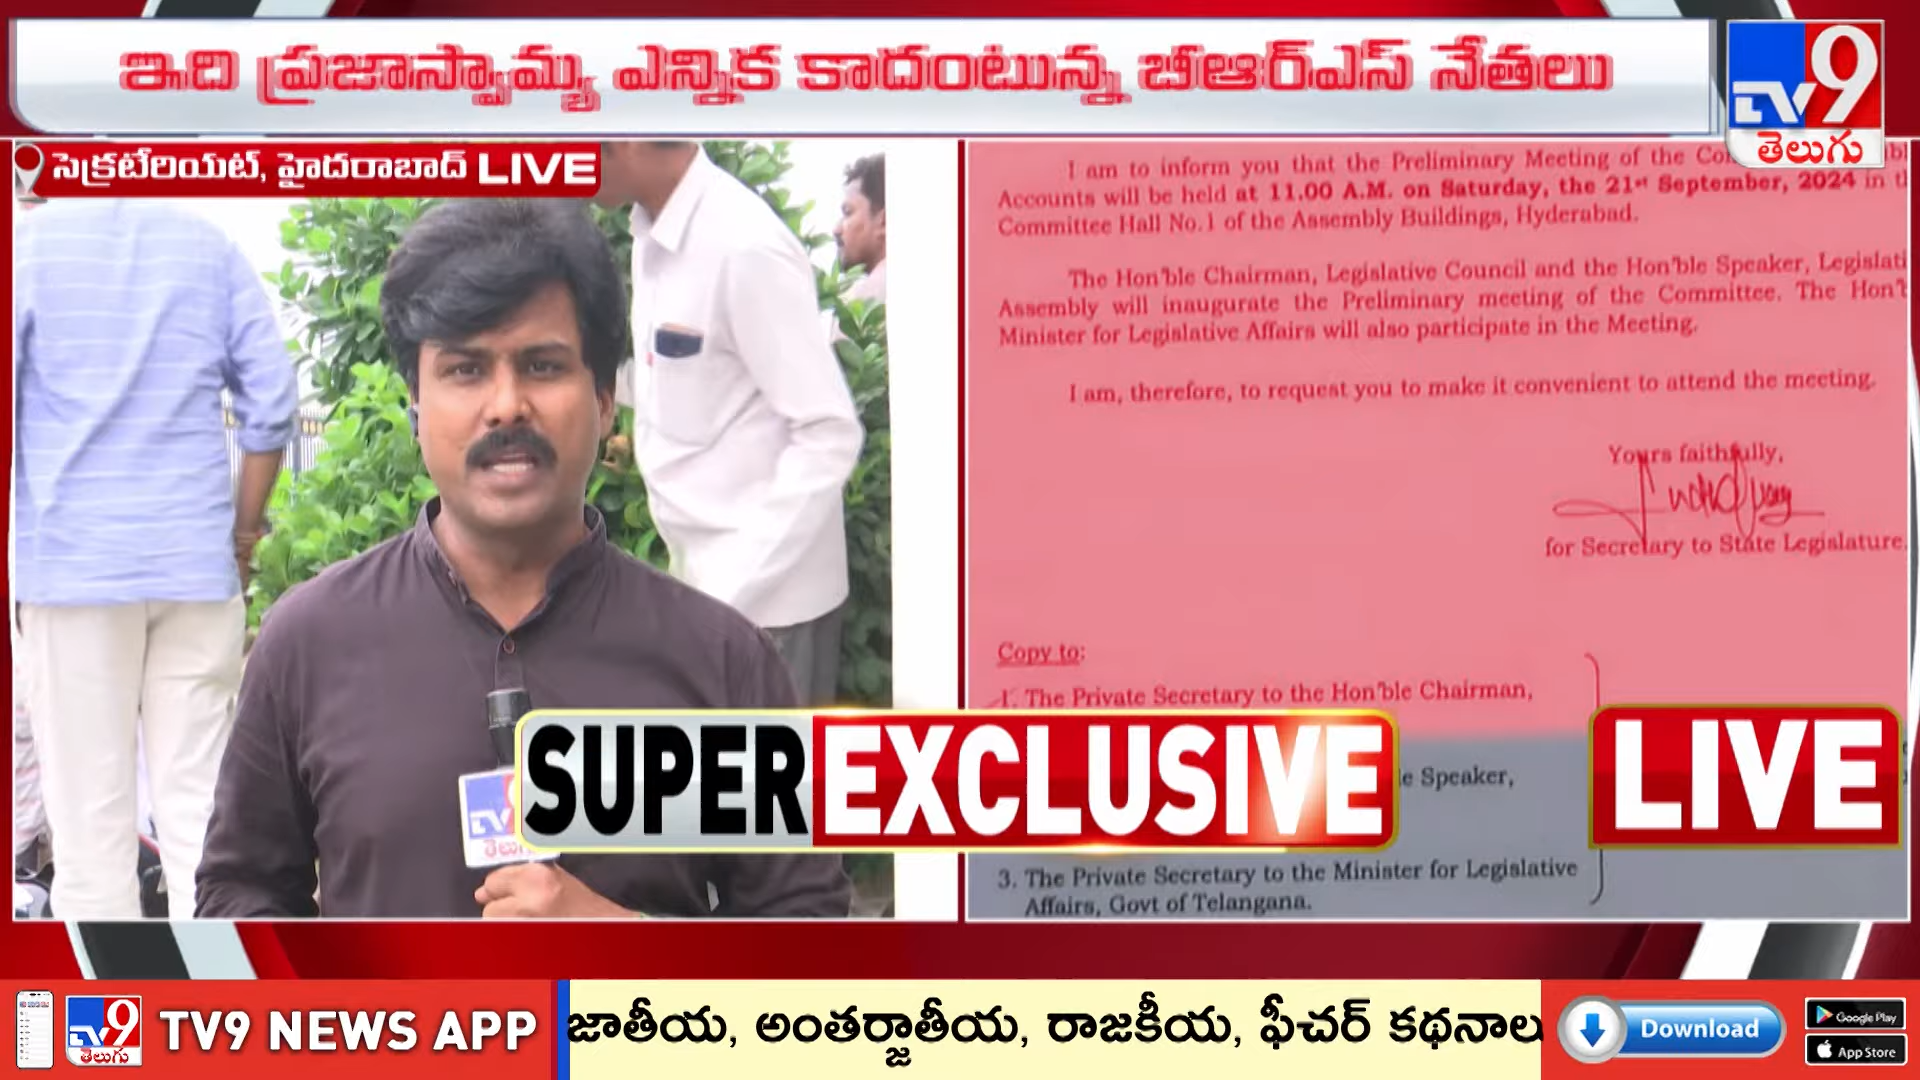 ఇది ప్రజాస్వామ్య ఎన్నిక కాదంటున్న బీఆర్ఎస్ నేతలు
TV9
తెలుగు
సెక్రటేరియట్, హైదరాబాద్ LIVE
I am to inform you that the Preliminary Meeting of the
Accounts will be held at 11.00 A.M. on Saturday, the 21st September, 2024 in
Committee Hall No.1 of the Assembly Buildings, Hyderabad.
The Hon'ble Chairman, Legislative Council and the Hon'ble Speaker, Legislati
Assembly will inaugurate the Preliminary meeting of the Committee. The Hon'b
Minister for Legislative Affairs will also participate in the Meeting.
I am, therefore, to request you to make it convenient to attend the meeting.
Yours faithfully,
for Secretary to State Legislature.
Copy to:
1. The Private Secretary to the Hon'ble Chairman,
le Speaker,
3. The Private Secretary to the Minister for Legislative
Affairs, Govt of Telangana.
SUPER EXCLUSIVE
LIVE
TV9
తెలుగు
TV9
తెలుగు
TV9 NEWS APP
జాతీయ, అంతర్జాతీయ, రాజకీయ, ఫీచర్ కథనాలు
Download
Google Play
App Store